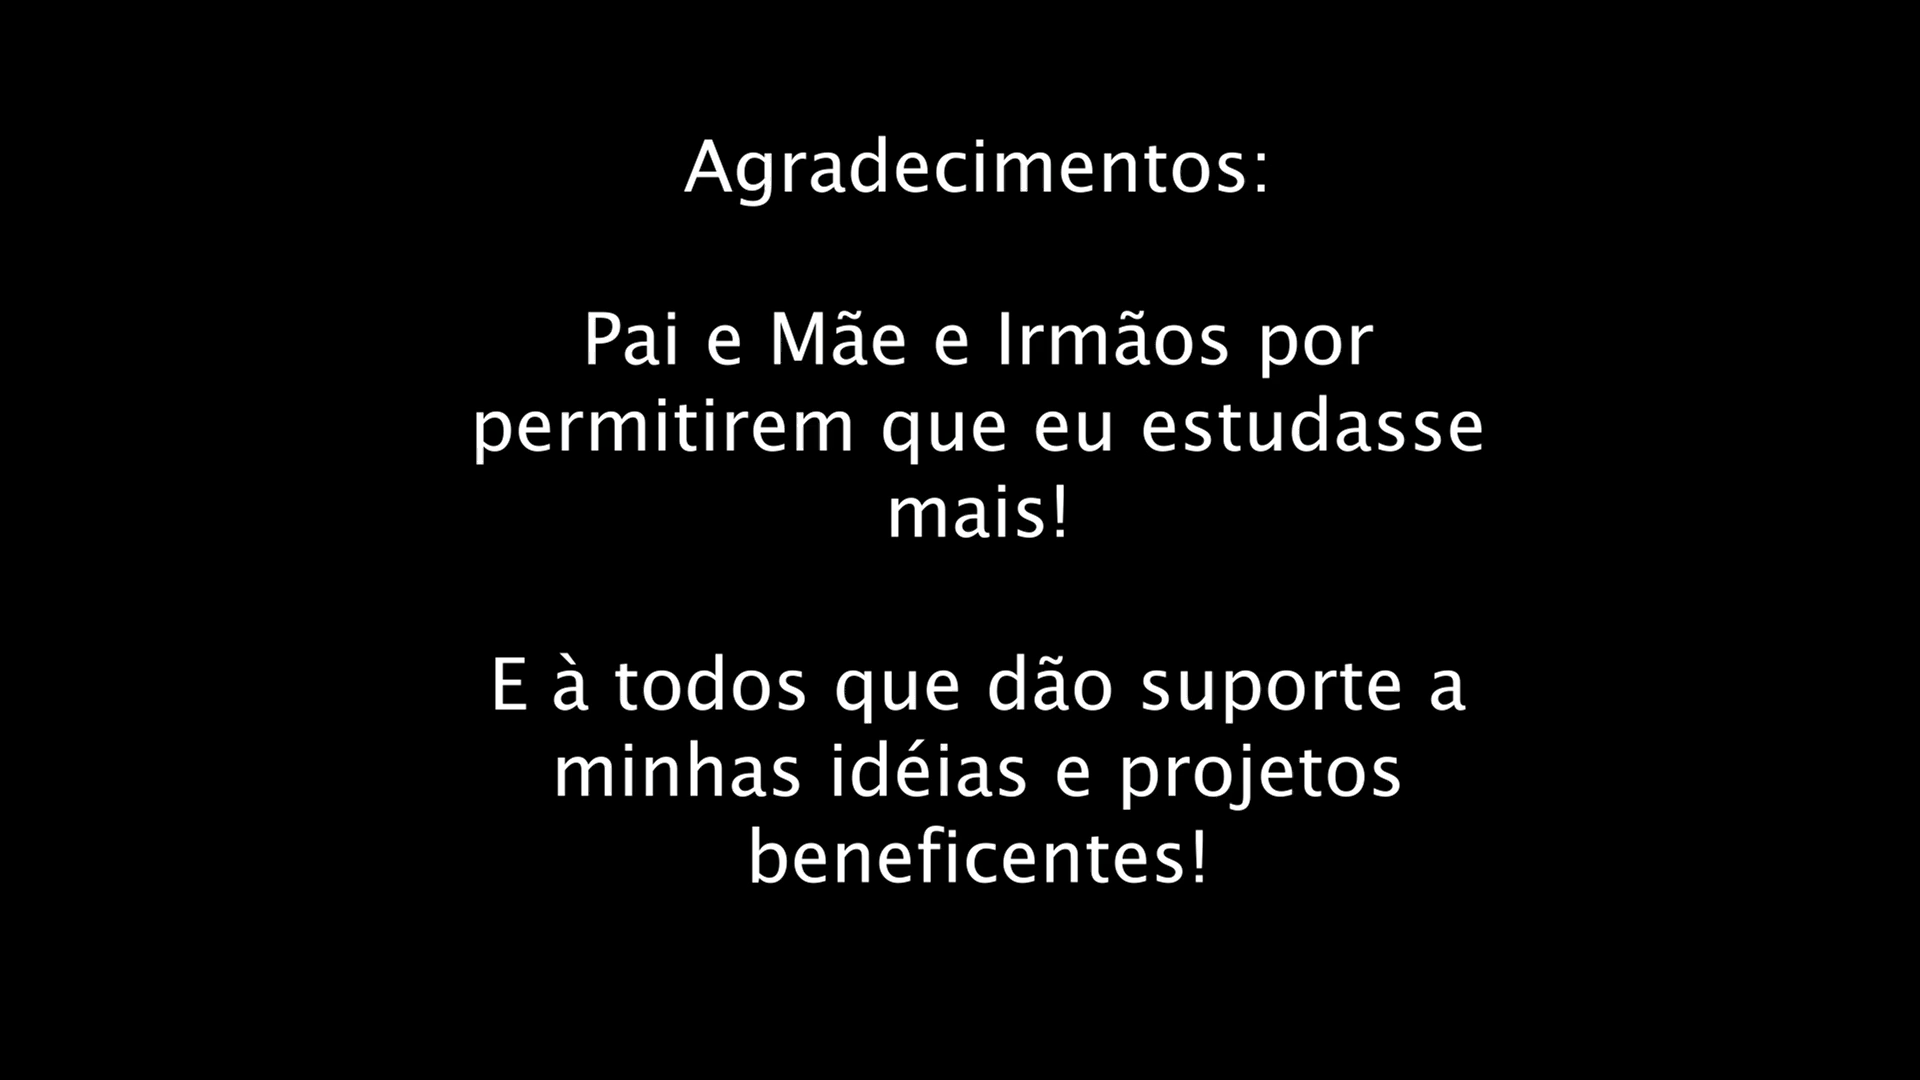 Agradecimentos:
Pai e Mãe e Irmãos por
permitirem que eu estudasse
mais!
E à todos que dão suporte a
minhas idéias e projetos
beneficentes!